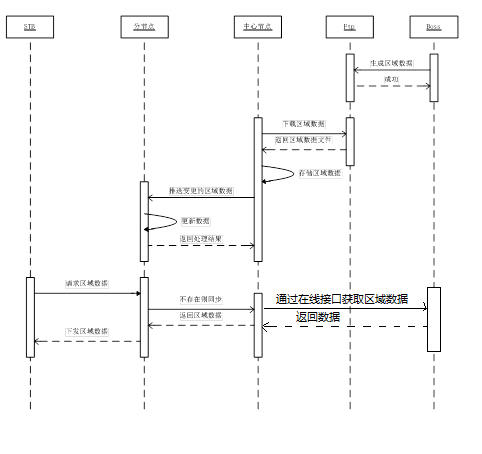 STB 分节点 中心节点 Ftp Boss
生成区域数据
成功
下载区域数据
返回区域数据文件
存储区域数据
推送变更的区域数据
更新数据
返回处理结果
请求区域数据
不存在则同步
通过在线接口获取区域数据
返回区域数据
返回数据
下发区域数据